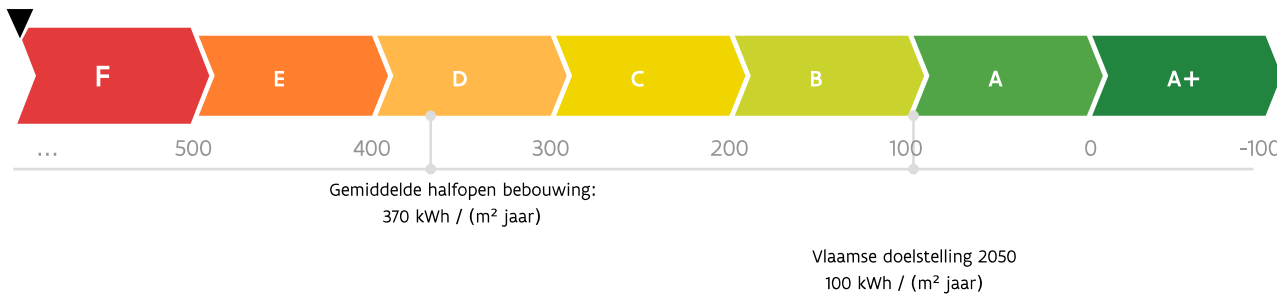 F E D C B A A+
... 500 400 300 200 100 0 -100
Gemiddelde halfopen bebouwing:
370 kWh / (m² jaar)
Vlaamse doelstelling 2050
100 kWh / (m² jaar)